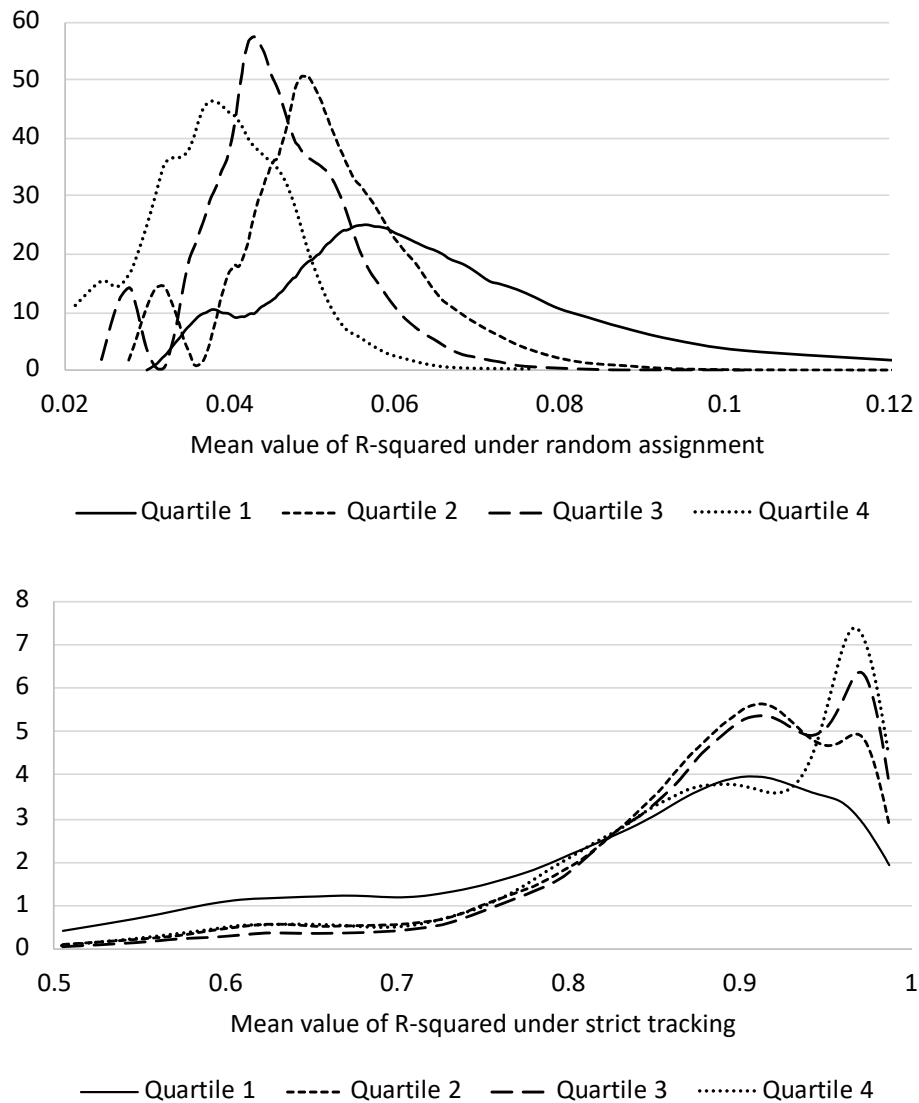 60
50
40
30
20
10
0
0.02 0.04 0.06 0.08 0.1 0.12
Mean value of R-squared under random assignment
Quartile 1 Quartile 2 Quartile 3 Quartile 4
8
7
6
5
4
3
2
1
0
0.5 0.6 0.7 0.8 0.9 1
Mean value of R-squared under strict tracking
Quartile 1 Quartile 2 Quartile 3 Quartile 4